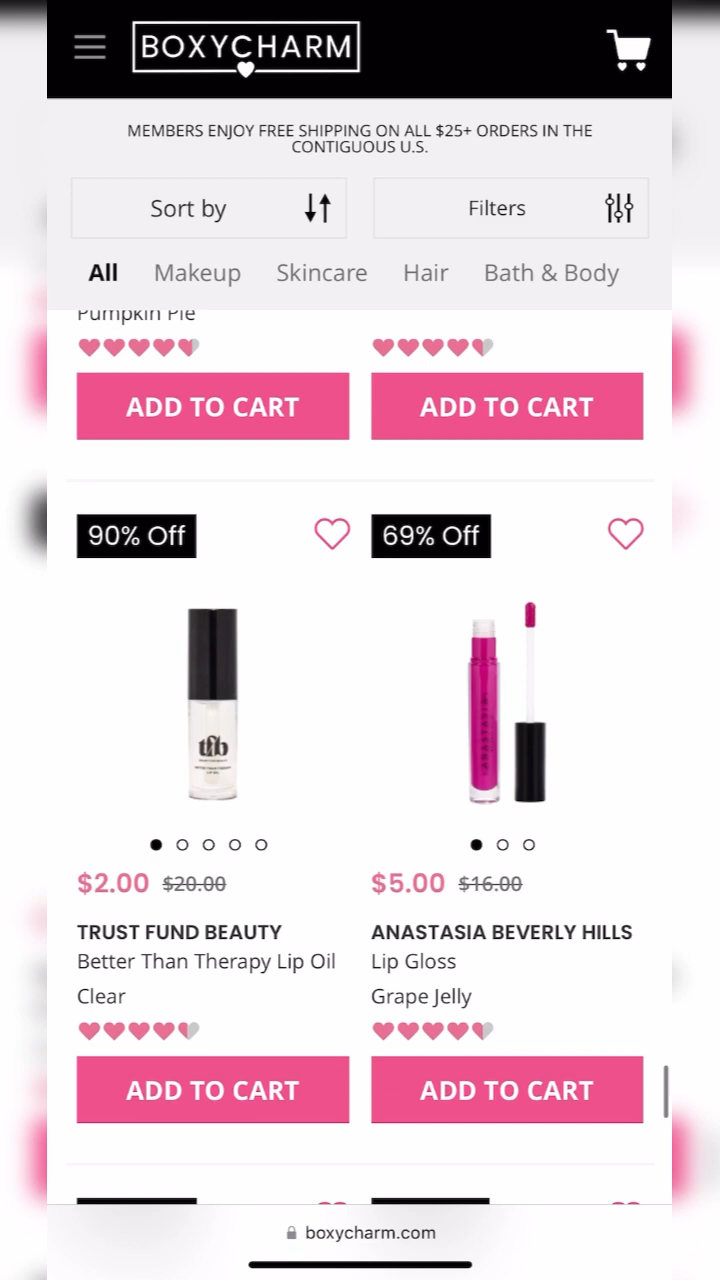 BOXYCHARM
MEMBERS ENJOY FREE SHIPPING ON ALL $25+ ORDERS IN THE
CONTIGUOUS U.S.
Sort by
Filters
All Makeup Skincare Hair Bath & Body
Pumpkin Pie
ADD TO CART ADD TO CART
90% Off 69% Off
tfb
ANASTASIA
$2.00 $20.00 $5.00 $16.00
TRUST FUND BEAUTY ANASTASIA BEVERLY HILLS
Better Than Therapy Lip Oil Lip Gloss
Clear Grape Jelly
ADD TO CART ADD TO CART
boxycharm.com